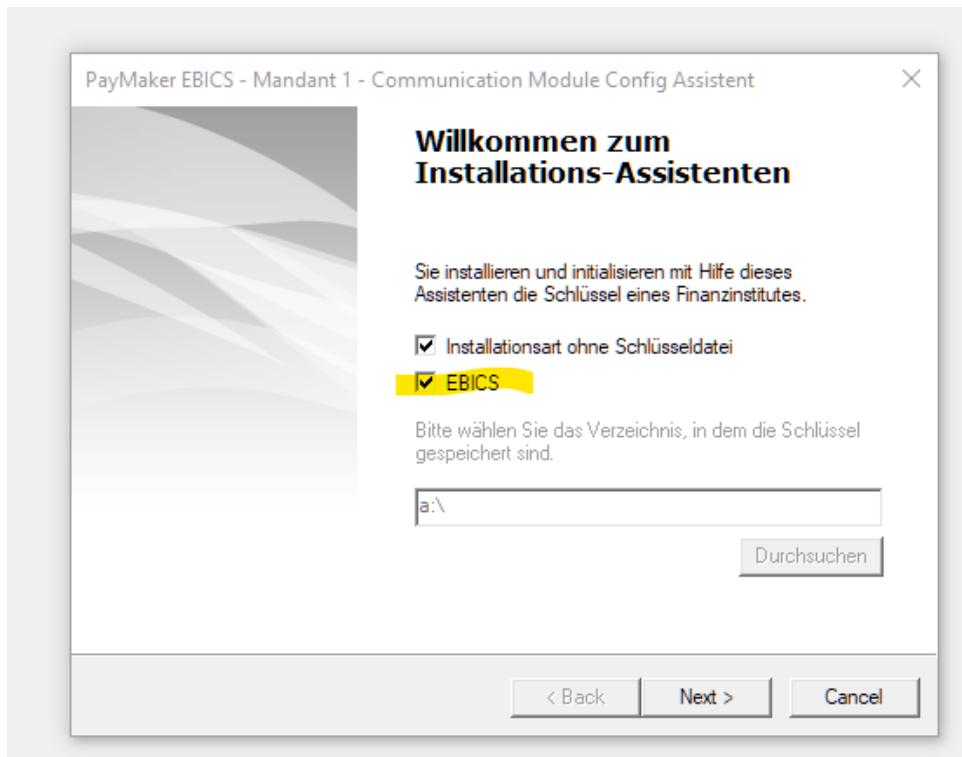 PayMaker EBICS - Mandant 1 - Communication Module Config Assistent
Willkommen zum
Installations-Assistenten
Sie installieren und initialisieren mit Hilfe dieses
Assistenten die Schlüssel eines Finanzinstitutes.
Installationsart ohne Schlüsseldatei
EBICS
Bitte wählen Sie das Verzeichnis, in dem die Schlüssel
gespeichert sind.
a:\
Durchsuchen
< Back Next > Cancel